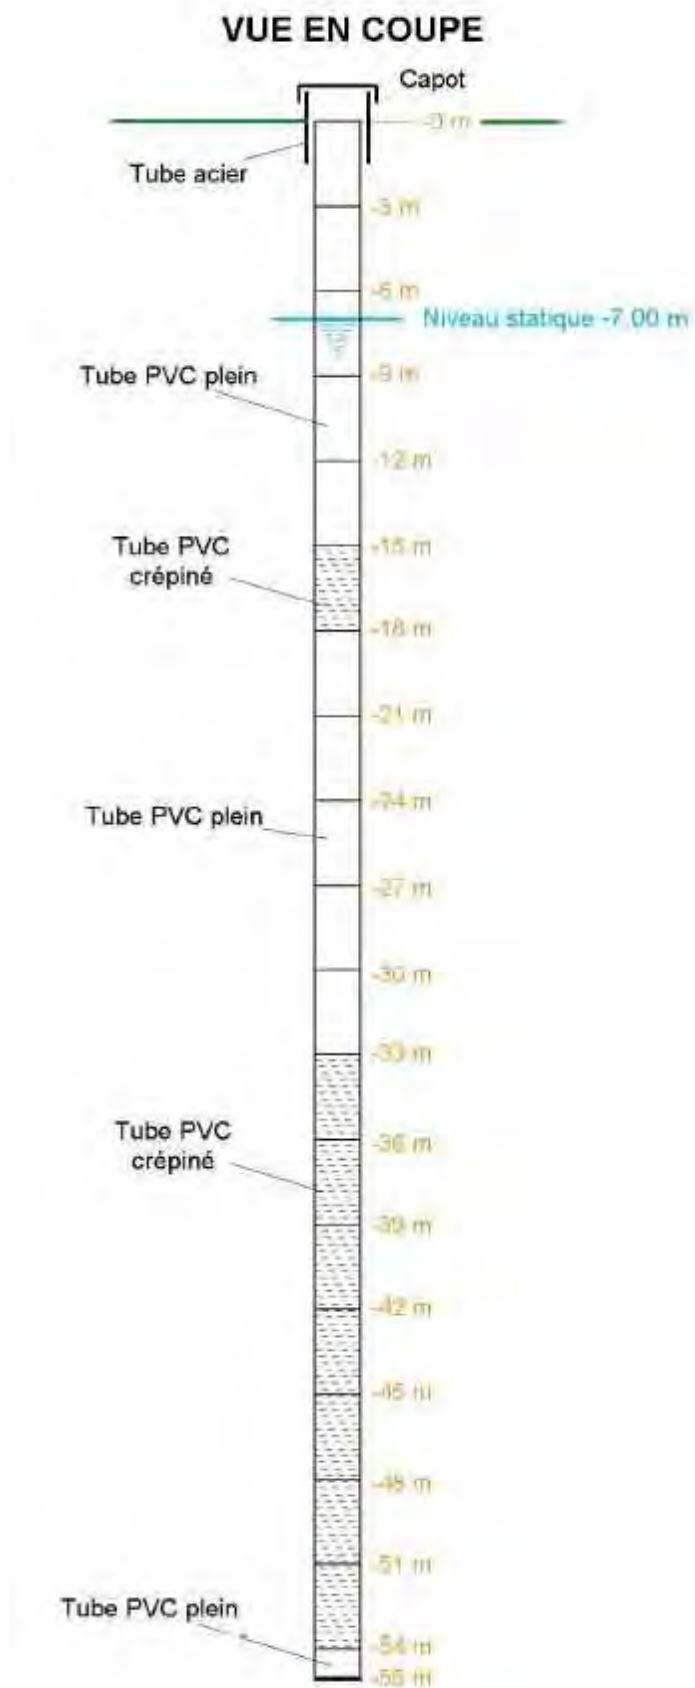 VUE EN COUPE
Capot
-0 m
Tube acier
-3 m
-6 m
Niveau statique -7.00 m
Tube PVC plein
-9 m
-12 m
Tube PVC
crépiné
-15 m
-18 m
-21 m
-24 m
Tube PVC plein
-27 m
-30 m
-33 m
Tube PVC
crépiné
-36 m
-39 m
-42 m
-45 m
-48 m
-51 m
Tube PVC plein
-54 m
-55 m